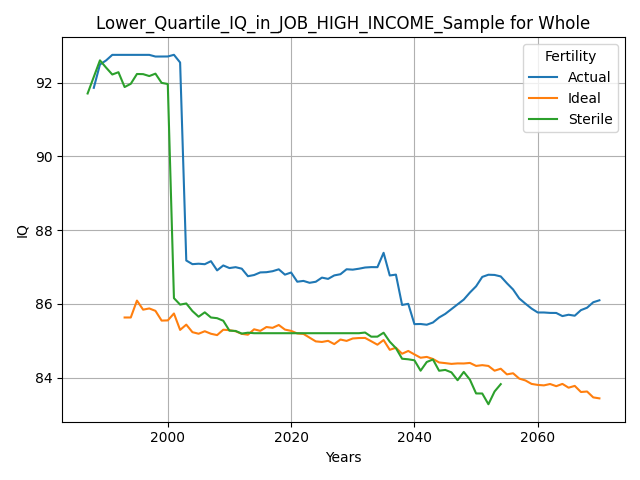 Lower_Quartile_IQ_in_JOB_HIGH_INCOME_Sample for Whole
Fertility
Actual
Ideal
Sterile
IQ
92
90
88
86
84
2000
2020
2040
2060
Years